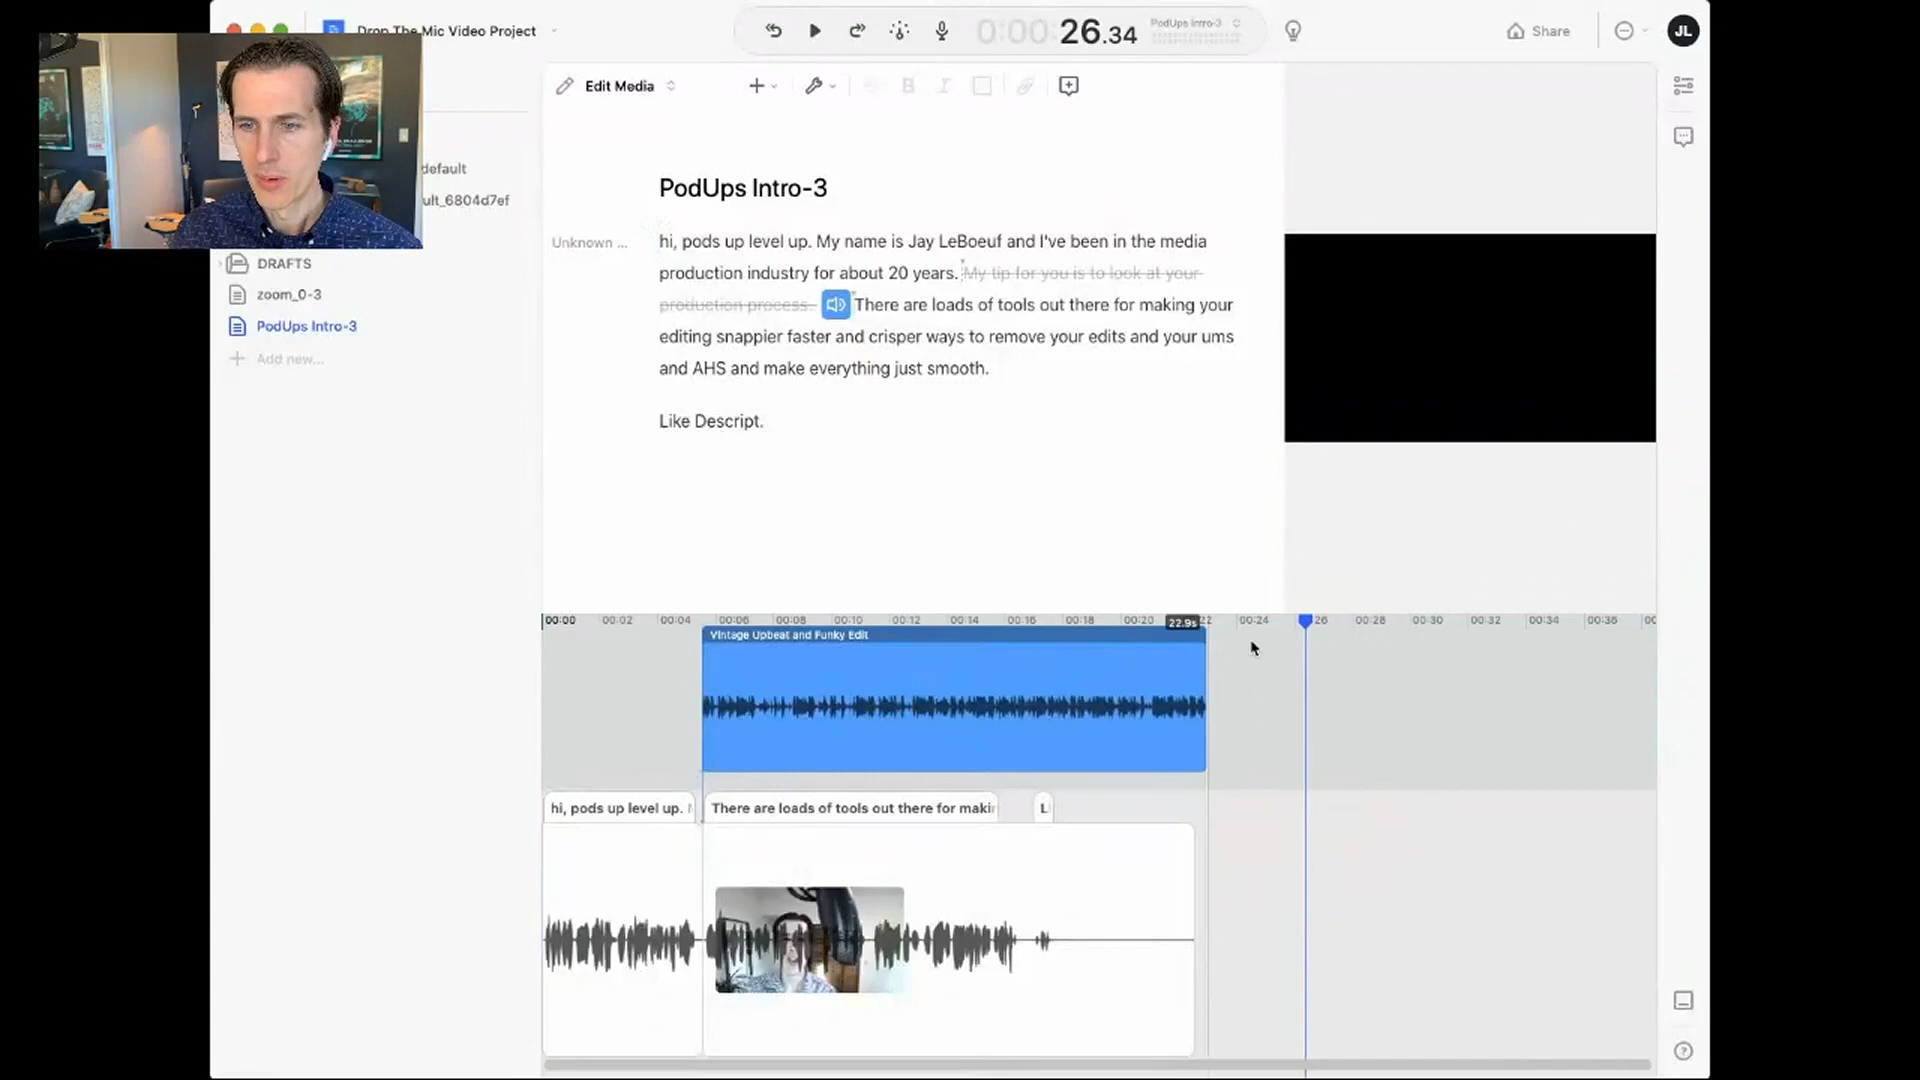 Drop The Mic Video Project
0:00:26.34
PodUps Intro-3
Share
JL
Edit Media
B
I
default
ult_6804d7ef
DRAFTS
zoom_0-3
PodUps Intro-3
Add new...
PodUps Intro-3
Unknown ...
hi, pods up level up. My name is Jay LeBoeuf and I've been in the media
production industry for about 20 years. My tip for you is to look at your
production process. There are loads of tools out there for making your
editing snappier faster and crisper ways to remove your edits and your ums
and AHS and make everything just smooth.
Like Descript.
00:00 00:02 00:04 00:06 00:08 00:10 00:12 00:14 00:16 00:18 00:20 22.9s 22 00:24 26 00:28 00:30 00:32 00:34 00:36 00
Vintage Upbeat and Funky Edit
hi, pods up level up.
There are loads of tools out there for makin
L